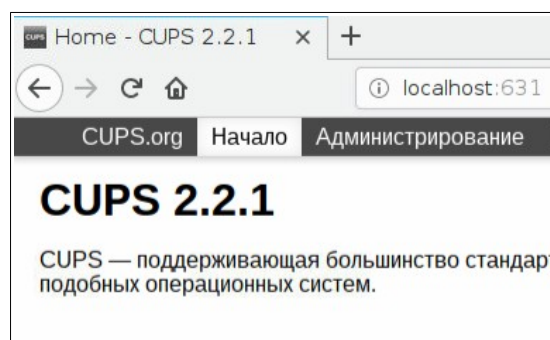 CUPS Home - CUPS 2.2.1 × +
localhost:631
CUPS.org Начало Администрирование
CUPS 2.2.1
CUPS — поддерживающая большинство
подобных операционных систем.